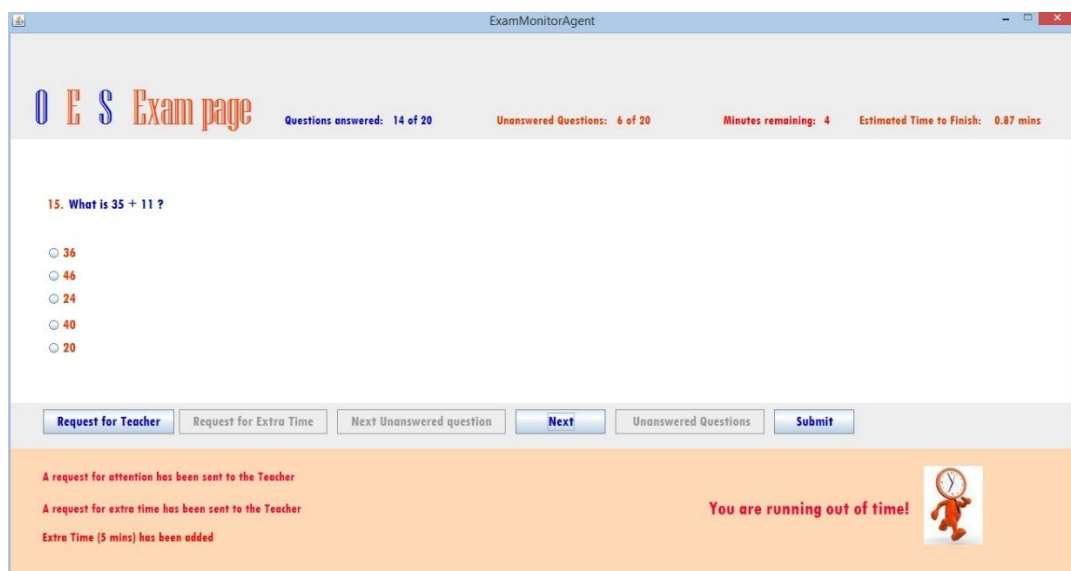 ExamMonitorAgent
O E S Exam page Questions answered: 14 of 20 Unanswered Questions: 6 of 20 Minutes remaining: 4 Estimated Time to Finish: 0.87 mins
15. What is 35 + 11 ?
36
46
24
40
20
Request for Teacher Request for Extra Time Next Unanswered question Next Unanswered Questions Submit
A request for attention has been sent to the Teacher
A request for extra time has been sent to the Teacher You are running out of time!
Extra Time (5 mins) has been added